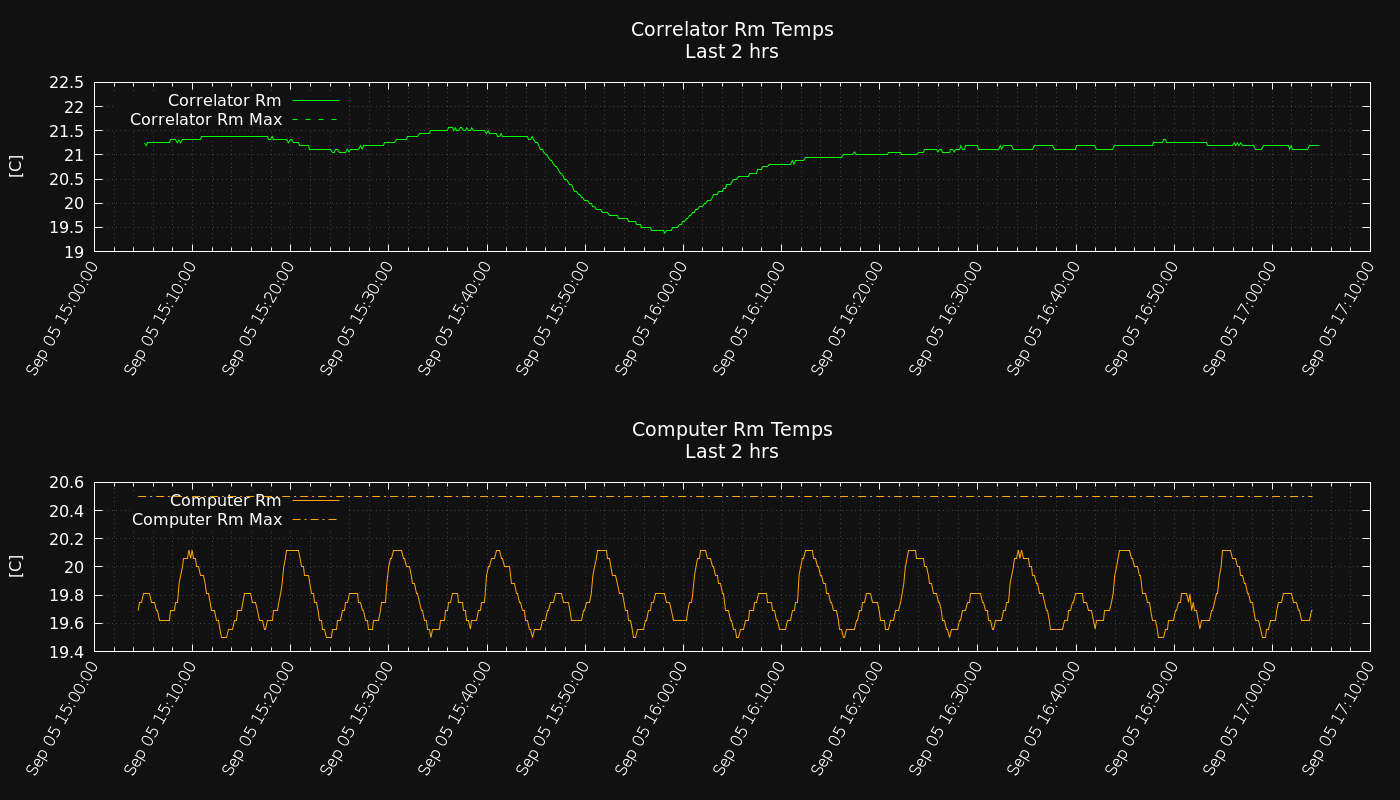 Correlator Rm Temps
Last 2 hrs
22.5
22
21.5
21
20.5
20
19.5
19
[C]
Correlator Rm
Correlator Rm Max
Sep 05 15:00:00
Sep 05 15:10:00
Sep 05 15:20:00
Sep 05 15:30:00
Sep 05 15:40:00
Sep 05 15:50:00
Sep 05 16:00:00
Sep 05 16:10:00
Sep 05 16:20:00
Sep 05 16:30:00
Sep 05 16:40:00
Sep 05 16:50:00
Sep 05 17:00:00
Sep 05 17:10:00
Computer Rm Temps
Last 2 hrs
20.6
20.4
20.2
20
19.8
19.6
19.4
[C]
Computer Rm
Computer Rm Max
Sep 05 15:00:00
Sep 05 15:10:00
Sep 05 15:20:00
Sep 05 15:30:00
Sep 05 15:40:00
Sep 05 15:50:00
Sep 05 16:00:00
Sep 05 16:10:00
Sep 05 16:20:00
Sep 05 16:30:00
Sep 05 16:40:00
Sep 05 16:50:00
Sep 05 17:00:00
Sep 05 17:10:00